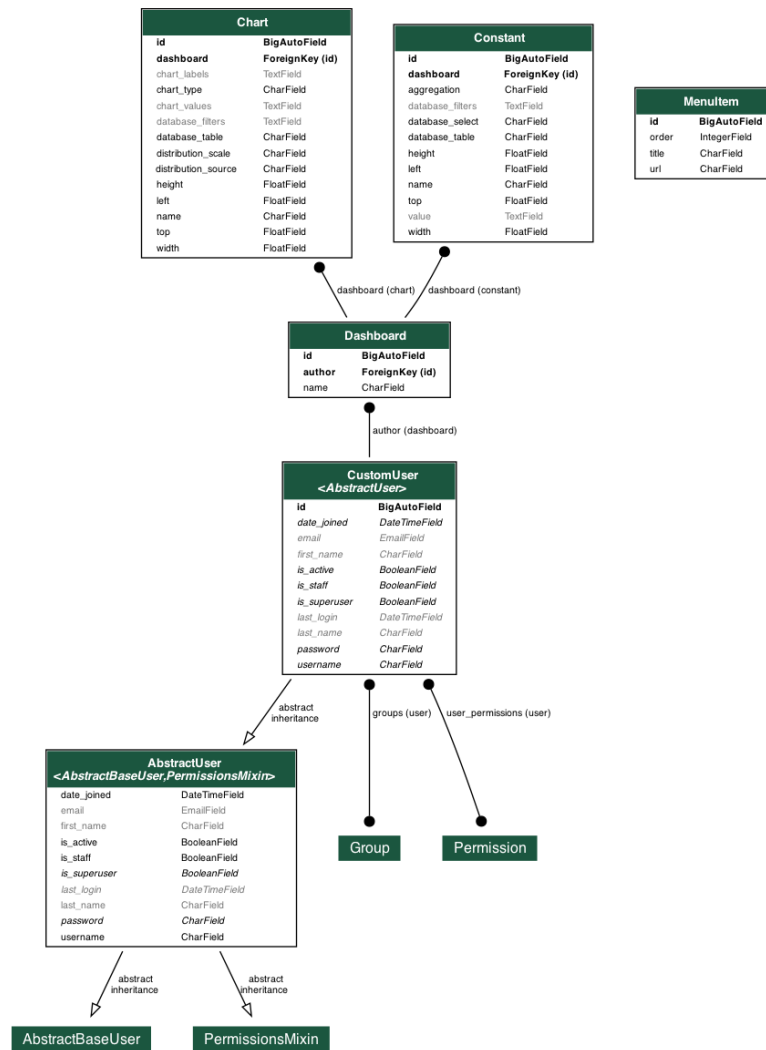 Chart
id BigAutoField
dashboard ForeignKey (id)
chart_labels TextField
chart_type CharField
chart_values TextField
database_filters TextField
database_table CharField
distribution_scale CharField
distribution_source CharField
height FloatField
left FloatField
name CharField
top FloatField
width FloatField
Constant
id BigAutoField
dashboard ForeignKey (id)
aggregation CharField
database_filters TextField
database_select CharField
database_table CharField
height FloatField
left FloatField
name CharField
top FloatField
value TextField
width FloatField
MenuItem
id BigAutoField
order IntegerField
title CharField
url CharField
dashboard (chart)
dashboard (constant)
Dashboard
id BigAutoField
author ForeignKey (id)
name CharField
author (dashboard)
CustomUser
<AbstractUser>
id BigAutoField
date_joined DateTimeField
email EmailField
first_name CharField
is_active BooleanField
is_staff BooleanField
is_superuser BooleanField
last_login DateTimeField
last_name CharField
password CharField
username CharField
abstract
inheritance
groups (user)
user_permissions (user)
AbstractUser
<AbstractBaseUser,PermissionsMixin>
date_joined DateTimeField
email EmailField
first_name CharField
is_active BooleanField
is_staff BooleanField
is_superuser BooleanField
last_login DateTimeField
last_name CharField
password CharField
username CharField
Group
Permission
abstract
inheritance
abstract
inheritance
AbstractBaseUser
PermissionsMixin